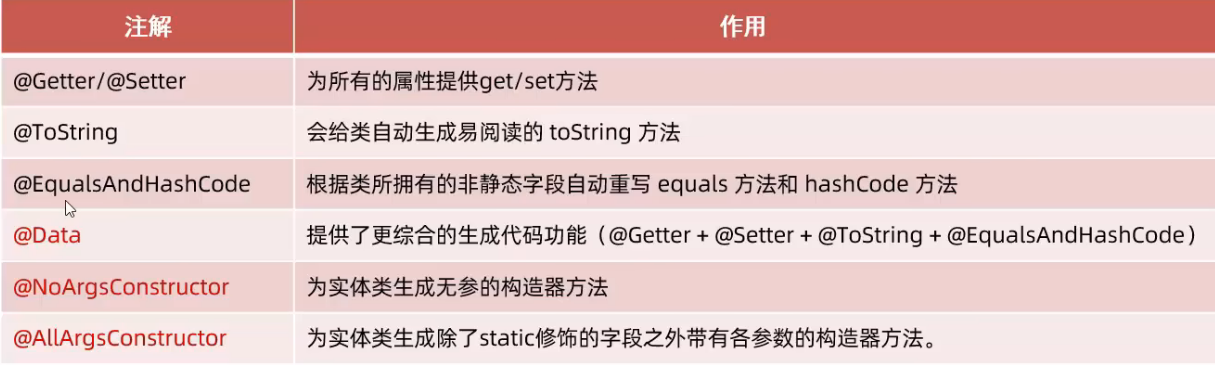 注解 作用
@Getter/@Setter 为所有的属性提供get/set方法
@ToString 会给类自动生成易阅读的 toString 方法
@EqualsAndHashCode 根据类所拥有的非静态字段自动重写 equals 方法和 hashCode 方法
@Data 提供了更综合的生成代码功能（@Getter + @Setter + @ToString + @EqualsAndHashCode）
@NoArgsConstructor 为实体类生成无参的构造器方法
@AllArgsConstructor 为实体类生成除了static修饰的字段之外带有各参数的构造器方法。